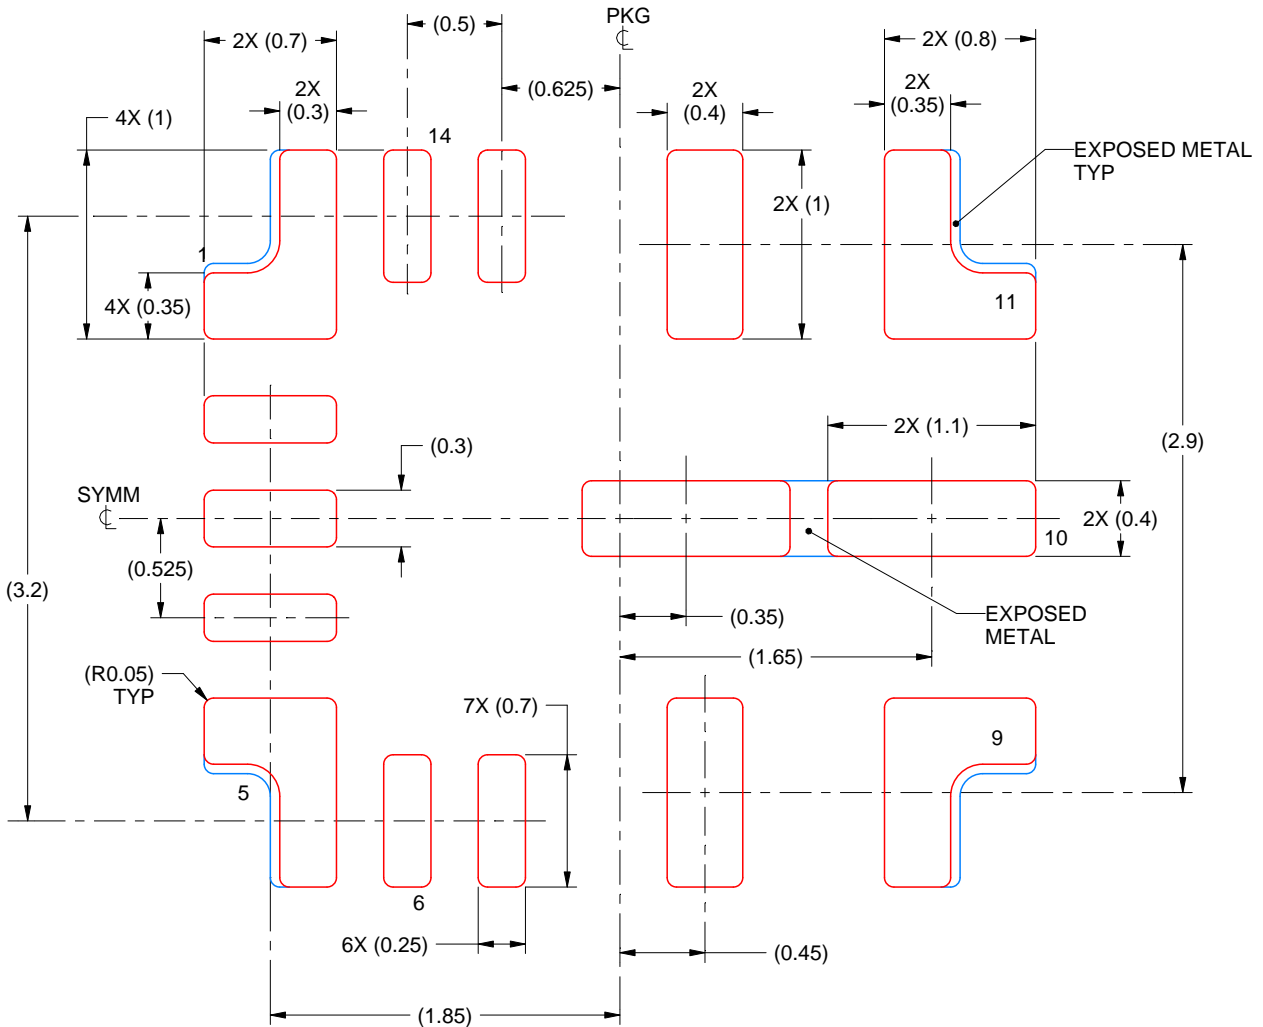 PKG
℄
(0.5)
2X (0.7)
2X (0.8)
2X
(0.3)
(0.625)
2X
(0.4)
2X
(0.35)
4X (1)
14
EXPOSED METAL
TYP
2X (1)
1
4X (0.35)
11
(0.3)
2X (1.1)
(2.9)
SYMM
℄
2X (0.4)
10
(0.525)
(3.2)
(0.35)
EXPOSED
METAL
(1.65)
(R0.05)
TYP
7X (0.7)
9
5
6
6X (0.25)
(0.45)
(1.85)